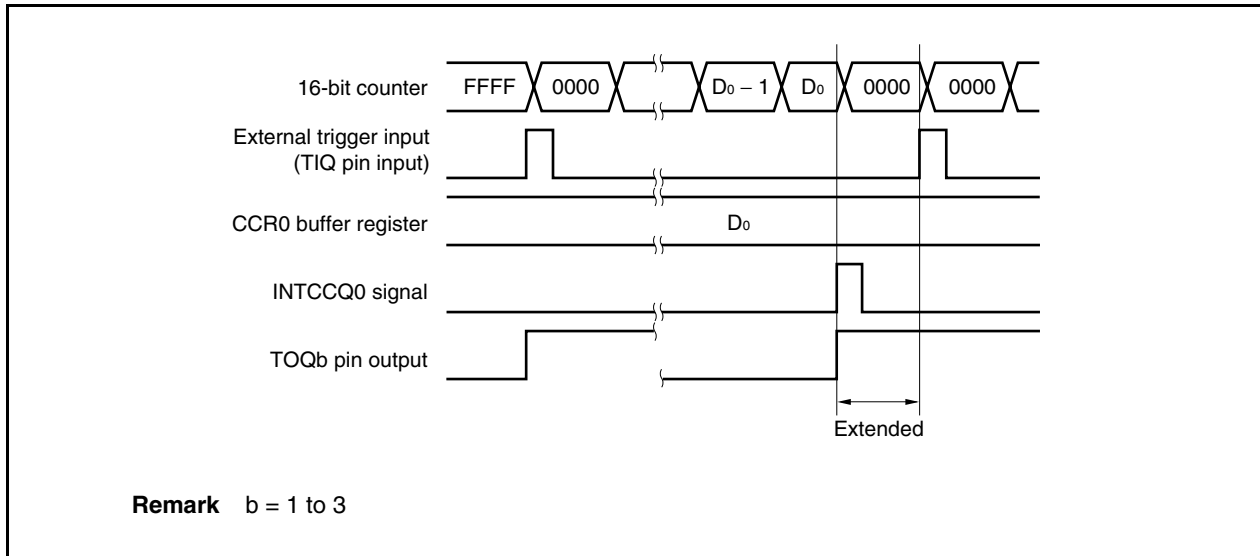 16-bit counter FFFF 0000 D0 − 1 D0 0000 0000
External trigger input
(TIQ pin input)
CCR0 buffer register D0
INTCCQ0 signal
TOQb pin output
Extended
Remark b = 1 to 3